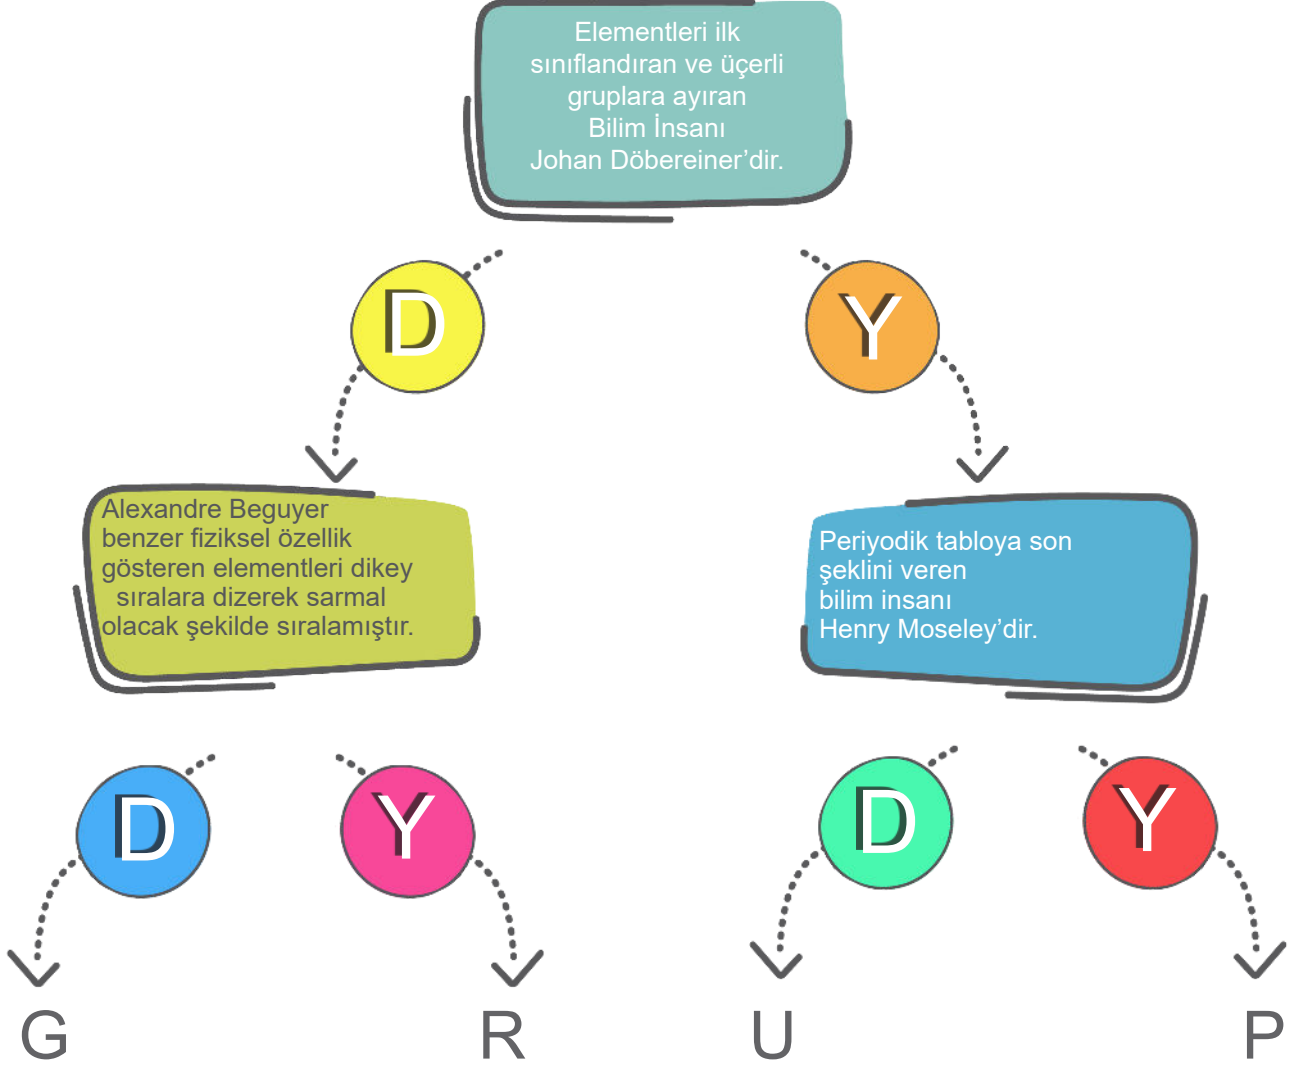 Elementleri ilk
sınıflandıran ve üçerli
gruplara ayıran
Bilim İnsanı
Johan Döbereiner’dir.
D
Y
Alexandre Beguyer
benzer fiziksel özellik
gösteren elementleri dikey
sıralara dizerek sarmal
olacak şekilde sıralamıştır.
Periyodik tabloya son
şeklini veren
bilim insanı
Henry Moseley’dir.
D
Y
D
Y
G
R
U
P